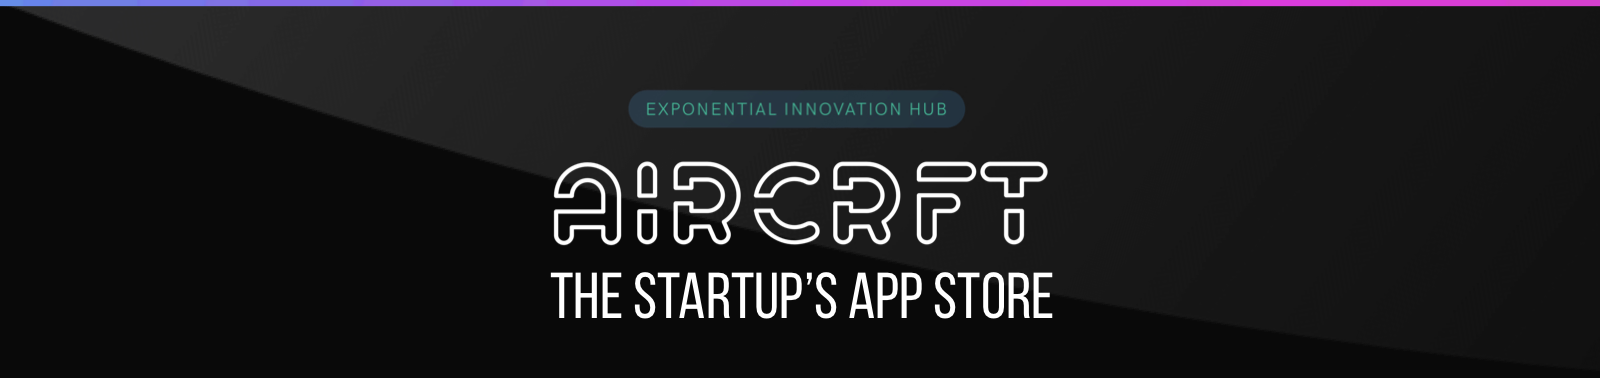 EXPONENTIAL INNOVATION HUB
AIRCRFT
THE STARTUP’S APP STORE